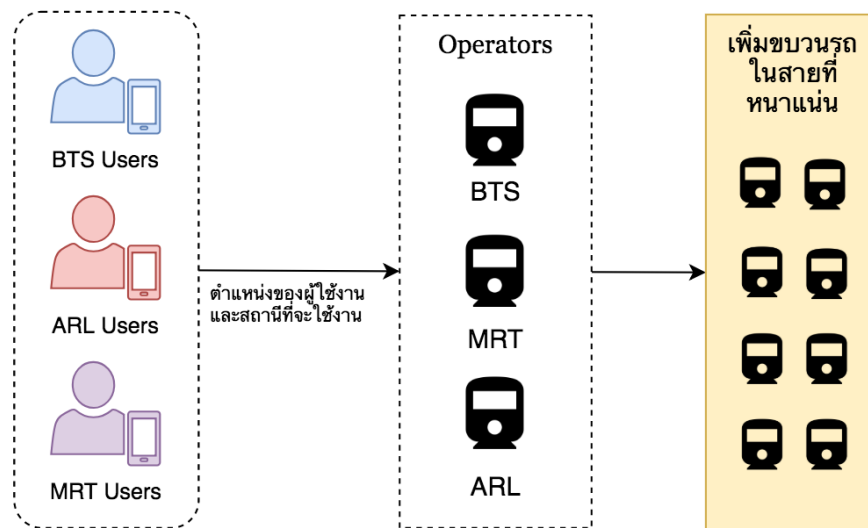 BTS Users
ARL Users
MRT Users
ตำแหน่งของผู้ใช้งาน
และสถานีที่จะใช้งาน
Operators
BTS
MRT
ARL
เพิ่มขบวนรถ
ในสายที่
หนาแน่น